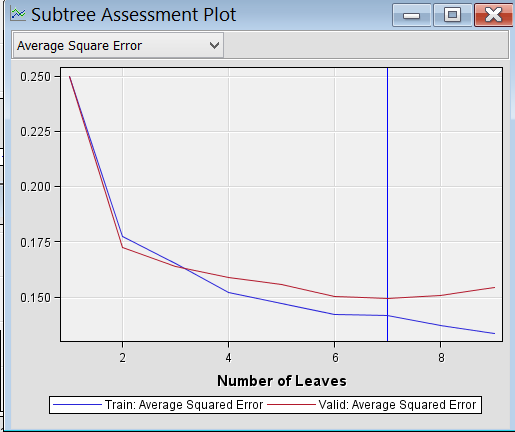 Subtree Assessment Plot
Average Square Error
0.250
0.225
0.200
0.175
0.150
2 4 6 8
Number of Leaves
Train: Average Squared Error Valid: Average Squared Error